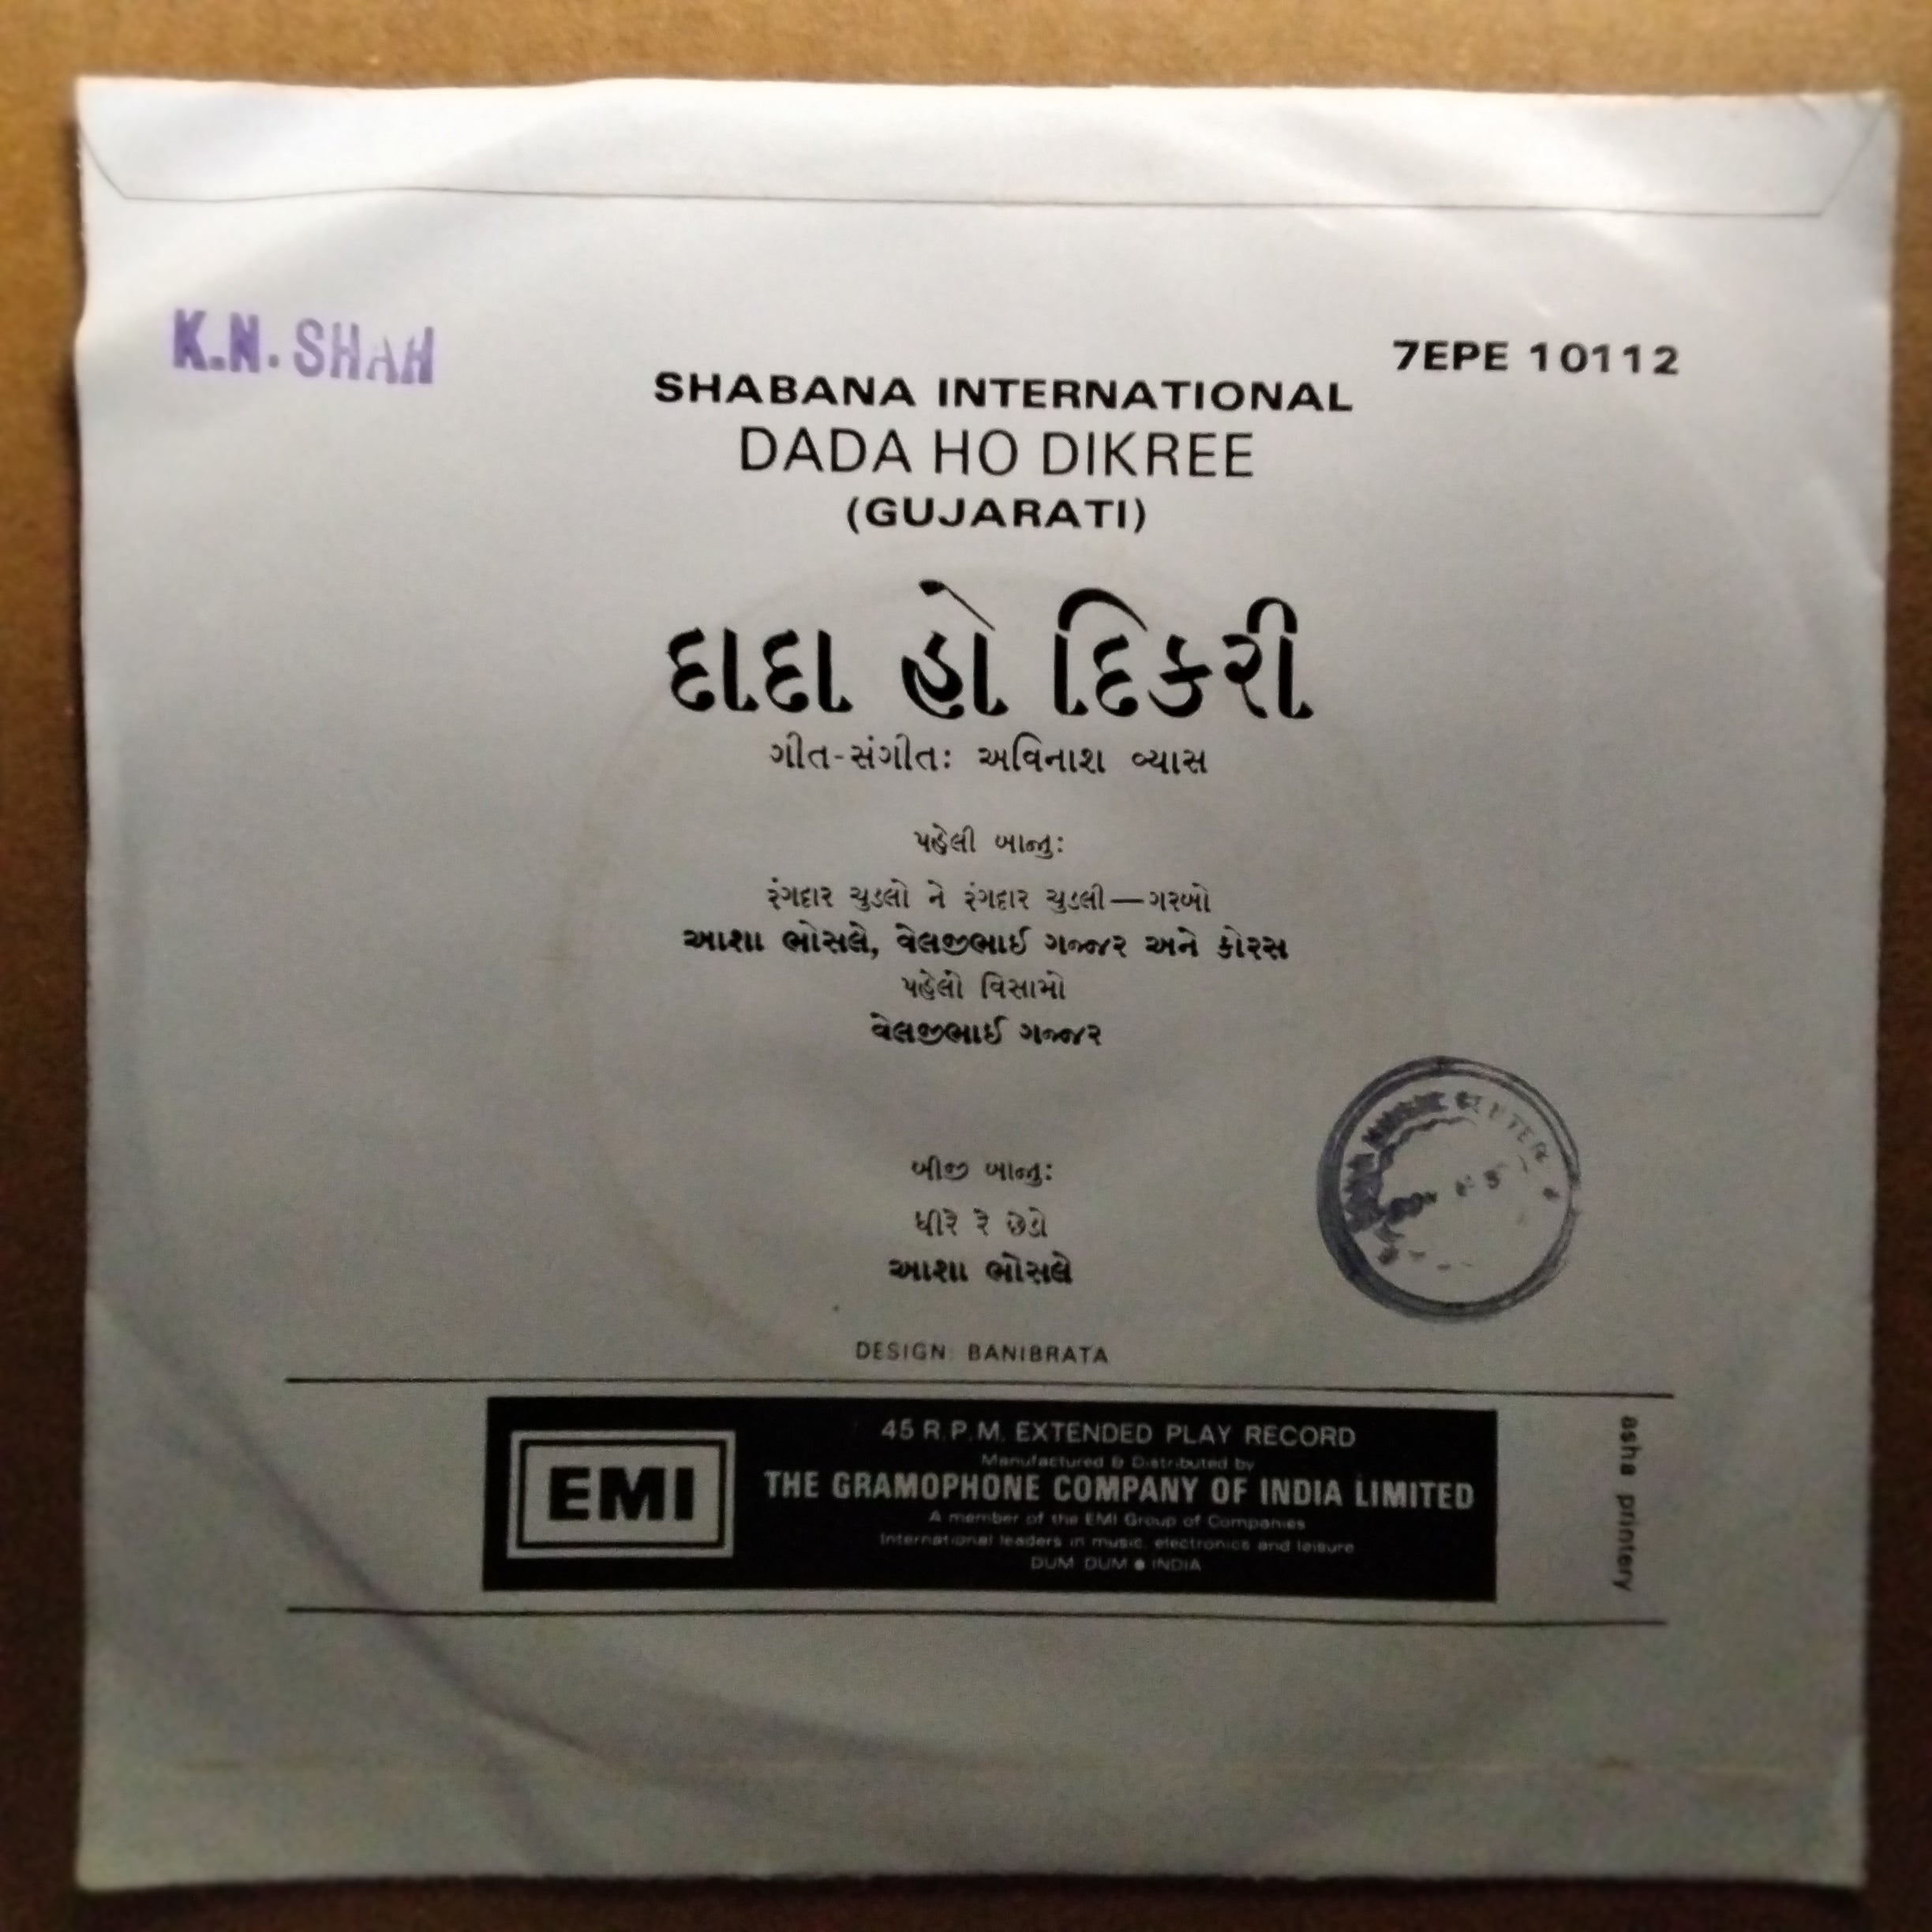 K.N. SHAH
7EPE 10112
SHABANA INTERNATIONAL
DADA HO DIKREE
(GUJARATI)
દાદા હો દિકરી
ગીત-સંગીત: અવિનાશ વ્યાસ
પહેલી બાજુ:
રંગદાર ચુડલો ને રંગદાર ચુડલી—ગરબો
આશા ભોસલે, વેલજીભાઈ ગજ્જર અને કોરસ
પહેલો વિસામો
વેલજીભાઈ ગજ્જર
બીજી બાજુ:
ધીરે રે છેડો
આશા ભોસલે
CENTER
DESIGN: BANIBRATA
EMI
45 R.P.M. EXTENDED PLAY RECORD
Manufactured & Distributed by
THE GRAMOPHONE COMPANY OF INDIA LIMITED
A member of the EMI Group of Companies
International leaders in music, electronics and leisure
DUM DUM ● INDIA
asha printery